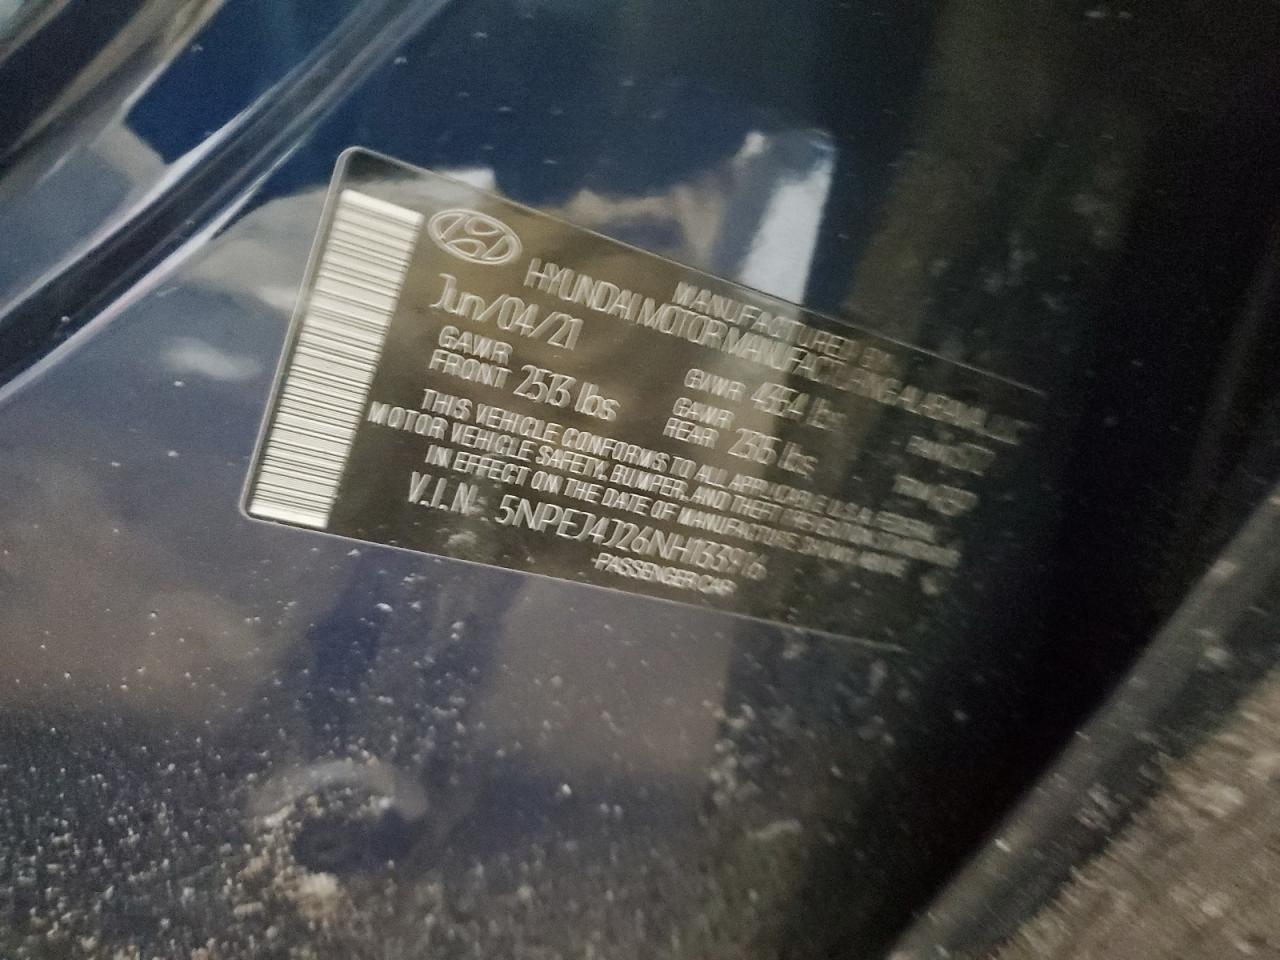 MANUFACTURED BY
HYUNDAI MOTOR MANUFACTURING ALABAMA, LLC
Jun/04/21
GVWR 4354 lbs
GAWR FRONT 2513 lbs
GAWR REAR 2315 lbs
THIS VEHICLE CONFORMS TO ALL APPLICABLE U.S.A. FEDERAL
MOTOR VEHICLE SAFETY, BUMPER, AND THEFT PREVENTION STANDARDS
IN EFFECT ON THE DATE OF MANUFACTURE SHOWN ABOVE
V.I.N:
PASSENGER CAR